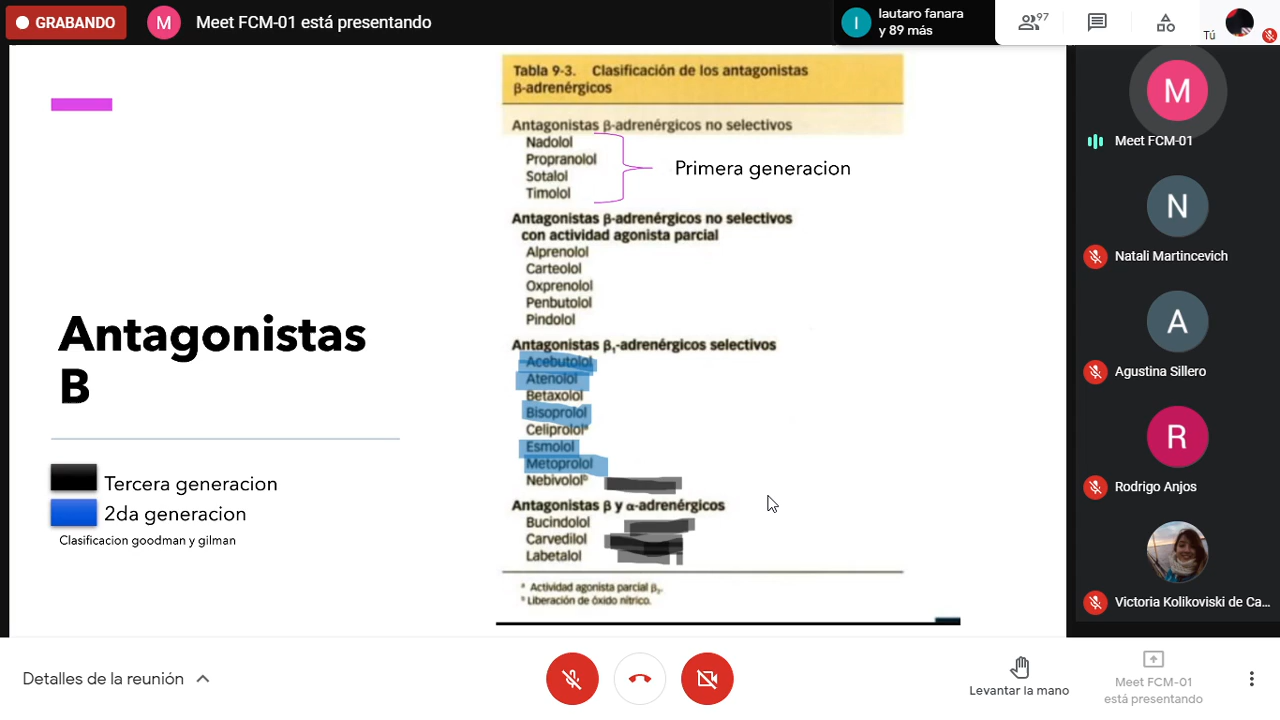 GRABANDO
M
Meet FCM-01 está presentando
l
lautaro fanara
y 89 más
97
Tú
Tabla 9-3. Clasificación de los antagonistas
β-adrenérgicos
Antagonistas β-adrenérgicos no selectivos
Nadolol
Propranolol
Sotalol
Timolol
Primera generacion
Antagonistas β-adrenérgicos no selectivos
con actividad agonista parcial
Alprenolol
Carteolol
Oxprenolol
Penbutolol
Pindolol
Antagonistas β₁-adrenérgicos selectivos
Acebutolol
Atenolol
Betaxolol
Bisoprolol
Celiprololᵃ
Esmolol
Metoprolol
Nebivololᵇ
Antagonistas β y α-adrenérgicos
Bucindolol
Carvedilol
Labetalol
ᵃ Actividad agonista parcial β₂.
ᵇ Liberación de óxido nítrico.
Antagonistas
B
Tercera generacion
2da generacion
Clasificacion goodman y gilman
M
Meet FCM-01
N
Natali Martincevich
A
Agustina Sillero
R
Rodrigo Anjos
Victoria Kolikoviski de Ca...
Detalles de la reunión
Levantar la mano
Meet FCM-01
está presentando